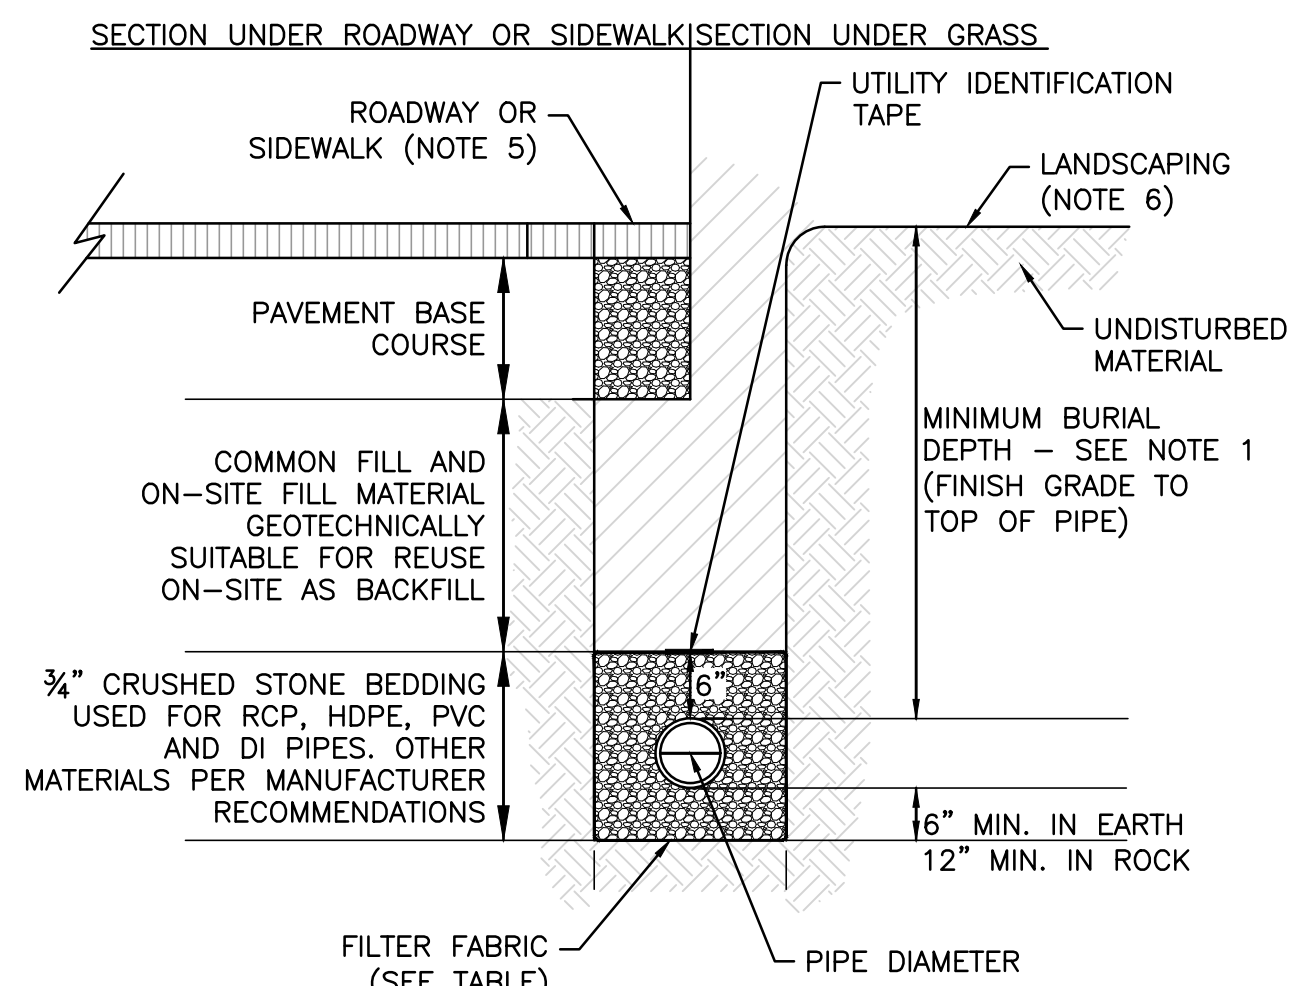 SECTION UNDER ROADWAY OR SIDEWALK
SECTION UNDER GRASS
UTILITY IDENTIFICATION
TAPE
ROADWAY OR
SIDEWALK (NOTE 5)
LANDSCAPING
(NOTE 6)
PAVEMENT BASE
COURSE
UNDISTURBED
MATERIAL
MINIMUM BURIAL
DEPTH – SEE NOTE 1
(FINISH GRADE TO
TOP OF PIPE)
COMMON FILL AND
ON–SITE FILL MATERIAL
GEOTECHNICALLY
SUITABLE FOR REUSE
ON–SITE AS BACKFILL
¾” CRUSHED STONE BEDDING
USED FOR RCP, HDPE, PVC
AND DI PIPES. OTHER
MATERIALS PER MANUFACTURER
RECOMMENDATIONS
6”
6” MIN. IN EARTH
12” MIN. IN ROCK
FILTER FABRIC
(SEE TABLE)
PIPE DIAMETER